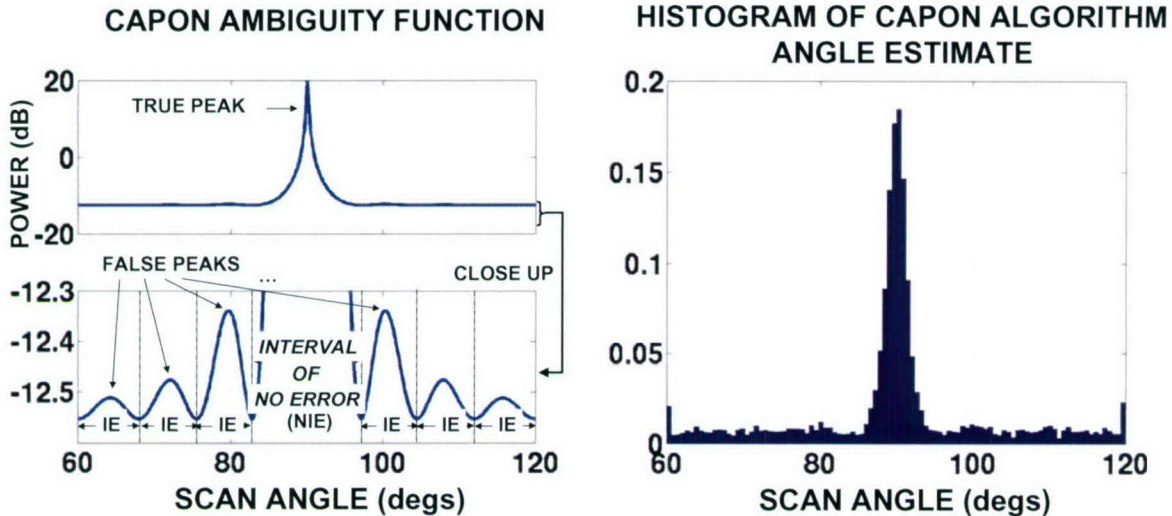 CAPON AMBIGUITY FUNCTION
20
0
-20
POWER (dB)
TRUE PEAK
FALSE PEAKS
...
CLOSE UP
-12.3
-12.4
-12.5
INTERVAL
OF
NO ERROR
(NIE)
IE IE IE IE IE IE
60 80 100 120
SCAN ANGLE (degs)
HISTOGRAM OF CAPON ALGORITHM
ANGLE ESTIMATE
0.2
0.15
0.1
0.05
0
60 80 100 120
SCAN ANGLE (degs)